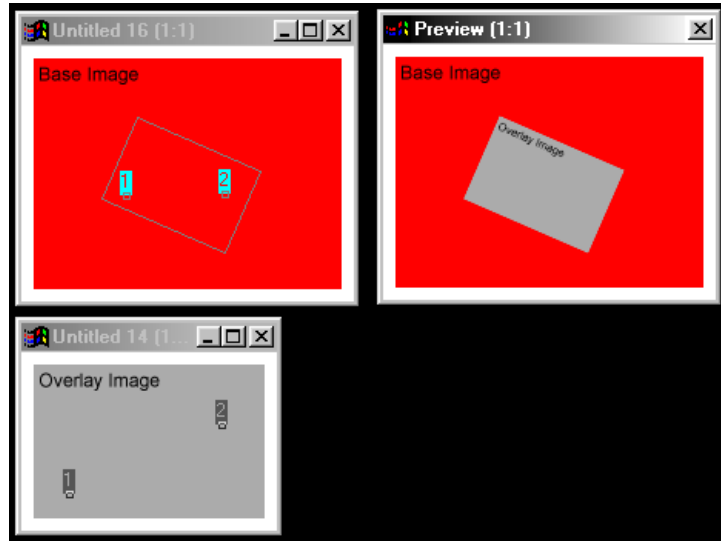 Untitled 16 (1:1)
Base Image
1
2
Preview (1:1)
Base Image
Overlay Image
Untitled 14 (1...
Overlay Image
2
1